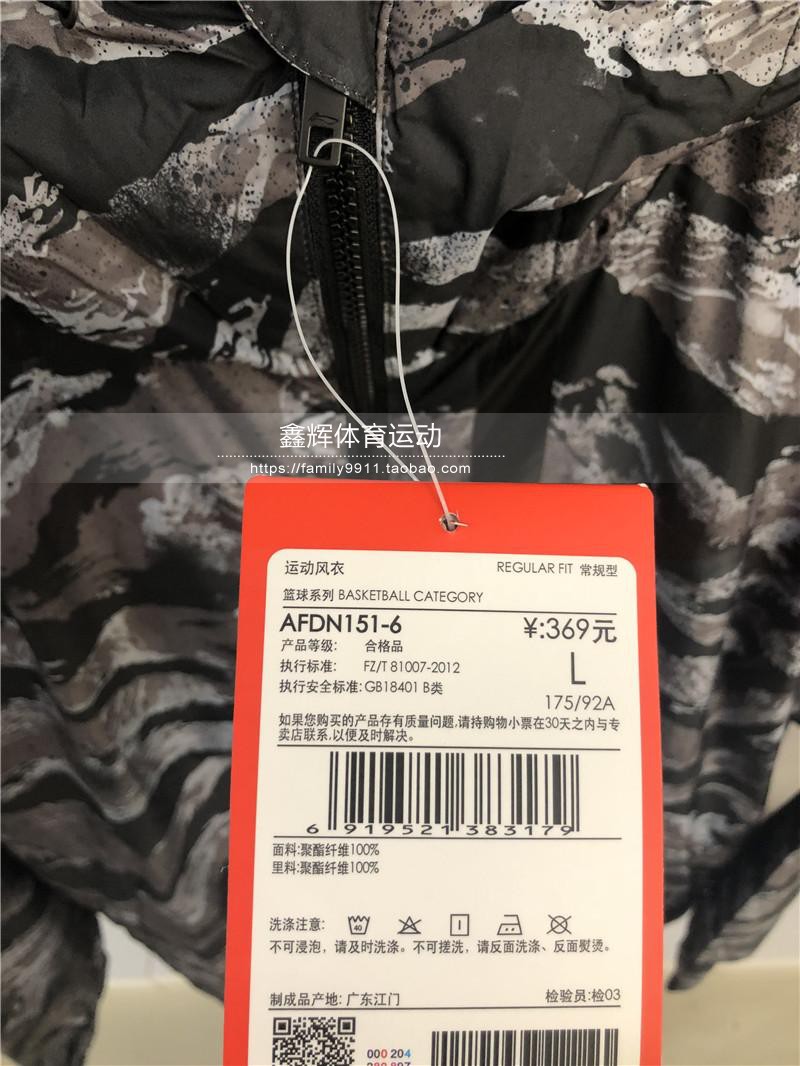 鑫辉体育运动
https://family9911.taobao.com
运动风衣 REGULAR FIT 常规型
篮球系列 BASKETBALL CATEGORY
AFDN151-6 ¥:369元
产品等级: 合格品
执行标准: FZ/T 81007-2012
L
执行安全标准:GB18401 B类
175/92A
如果您购买的产品存有质量问题,请持购物小票在30天之内与专
卖店联系,以便及时解决。
6 919521 383179
面料:聚酯纤维100%
里料:聚酯纤维100%
洗涤注意: 40
不可浸泡，请及时洗涤。不可搓洗，请反面洗涤、反面熨烫。
制成品产地: 广东江门 检验员:检03
000 204